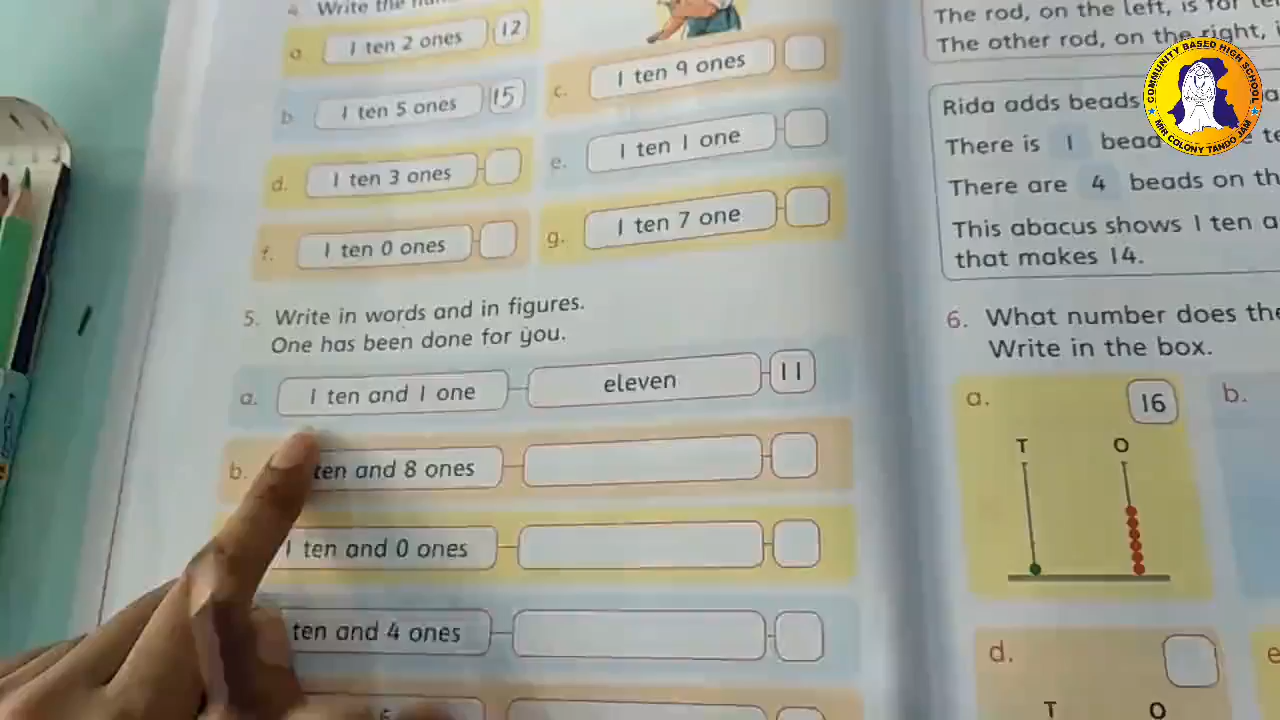 4. Write the
a. 1 ten 2 ones 12
b. 1 ten 5 ones 15
c. 1 ten 9 ones
d. 1 ten 3 ones
e. 1 ten 1 one
f. 1 ten 0 ones
g. 1 ten 7 one
5. Write in words and in figures.
One has been done for you.
a. 1 ten and 1 one eleven 11
b. ten and 8 ones
1 ten and 0 ones
ten and 4 ones
The rod, on the left, is for
The other rod, on the right,
Rida adds beads
There is 1 bead
There are 4 beads on th
This abacus shows 1 ten a
that makes 14.
6. What number does the
Write in the box.
a. 16
T O
b.
d.
T O
e
COMMUNITY BASED HIGH SCHOOL
MIR COLONY TANDO JAM